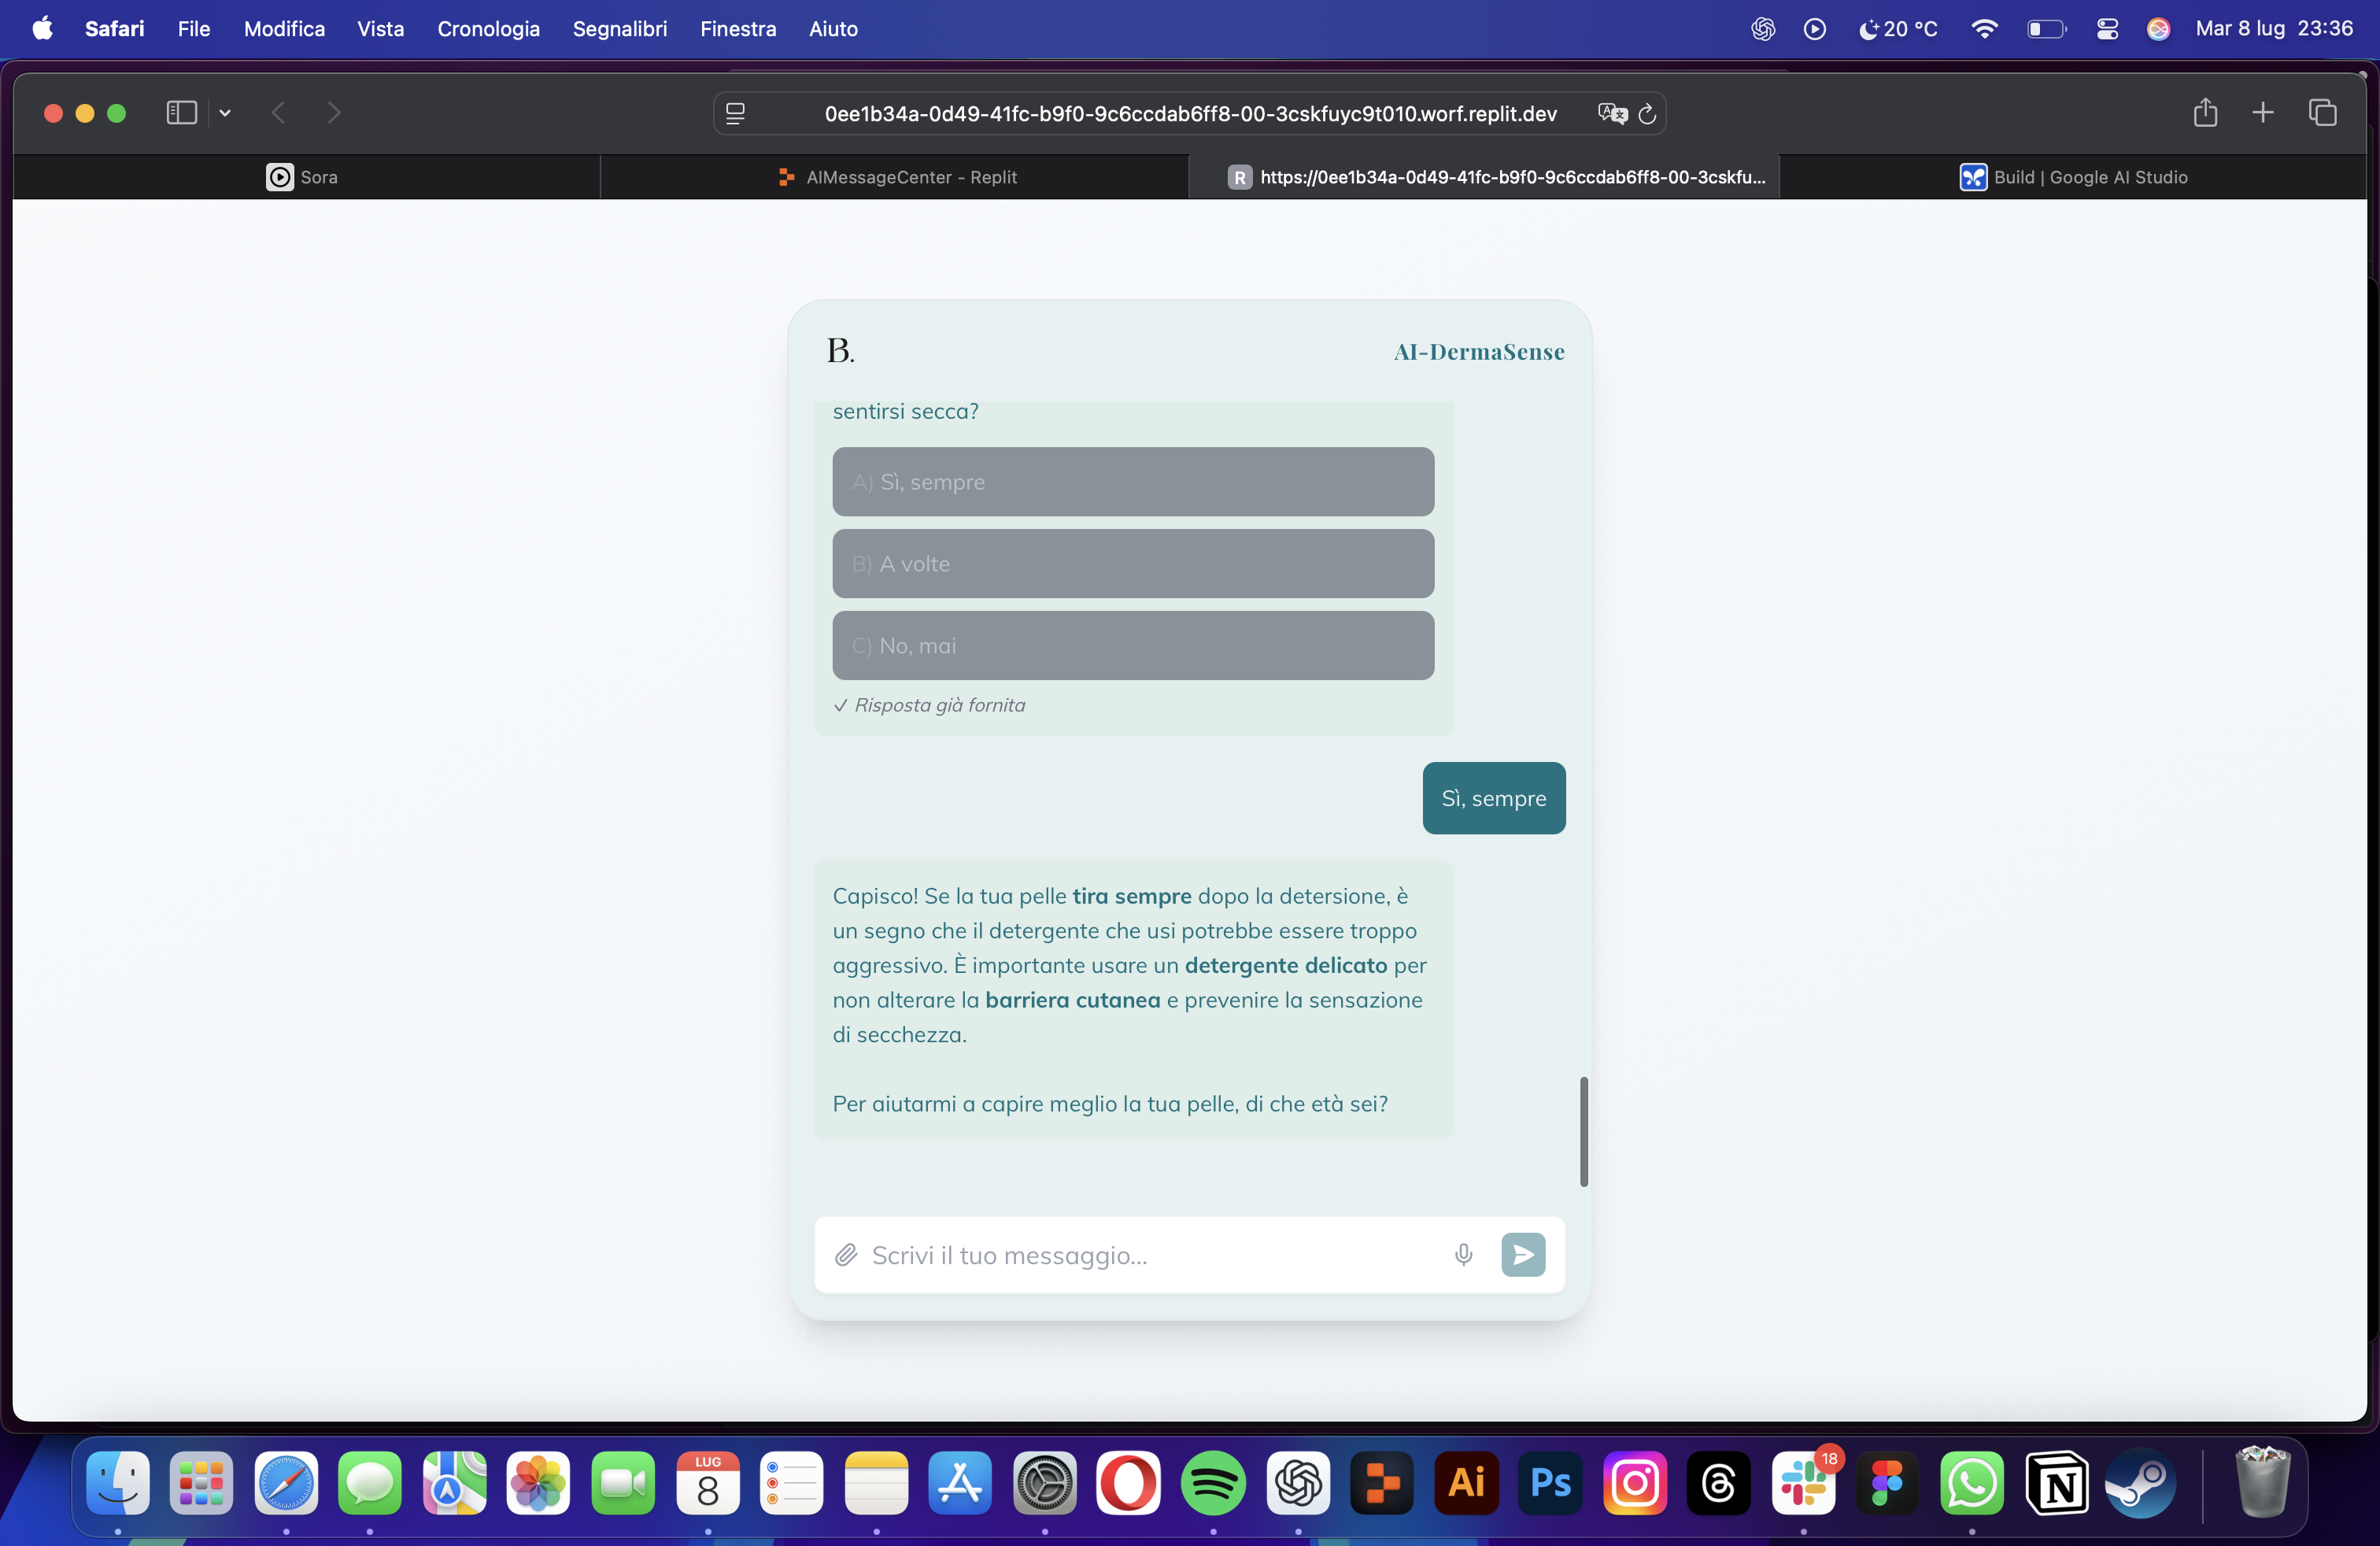 Safari File Modifica Vista Cronologia Segnalibri Finestra Aiuto 20 °C Mar 8 lug 23:36
0ee1b34a-0d49-41fc-b9f0-9c6ccdab6ff8-00-3cskfuyc9t010.worf.replit.dev
Sora AIMessageCenter - Replit R https://0ee1b34a-0d49-41fc-b9f0-9c6ccdab6ff8-00-3cskfu... Build | Google AI Studio
B. AI-DermaSense
sentirsi secca?
A) Sì, sempre
B) A volte
C) No, mai
✓ Risposta già fornita
Sì, sempre
Capisco! Se la tua pelle tira sempre dopo la detersione, è
un segno che il detergente che usi potrebbe essere troppo
aggressivo. È importante usare un detergente delicato per
non alterare la barriera cutanea e prevenire la sensazione
di secchezza.
Per aiutarmi a capire meglio la tua pelle, di che età sei?
Scrivi il tuo messaggio...
LUG
8
Ai
Ps
18
N